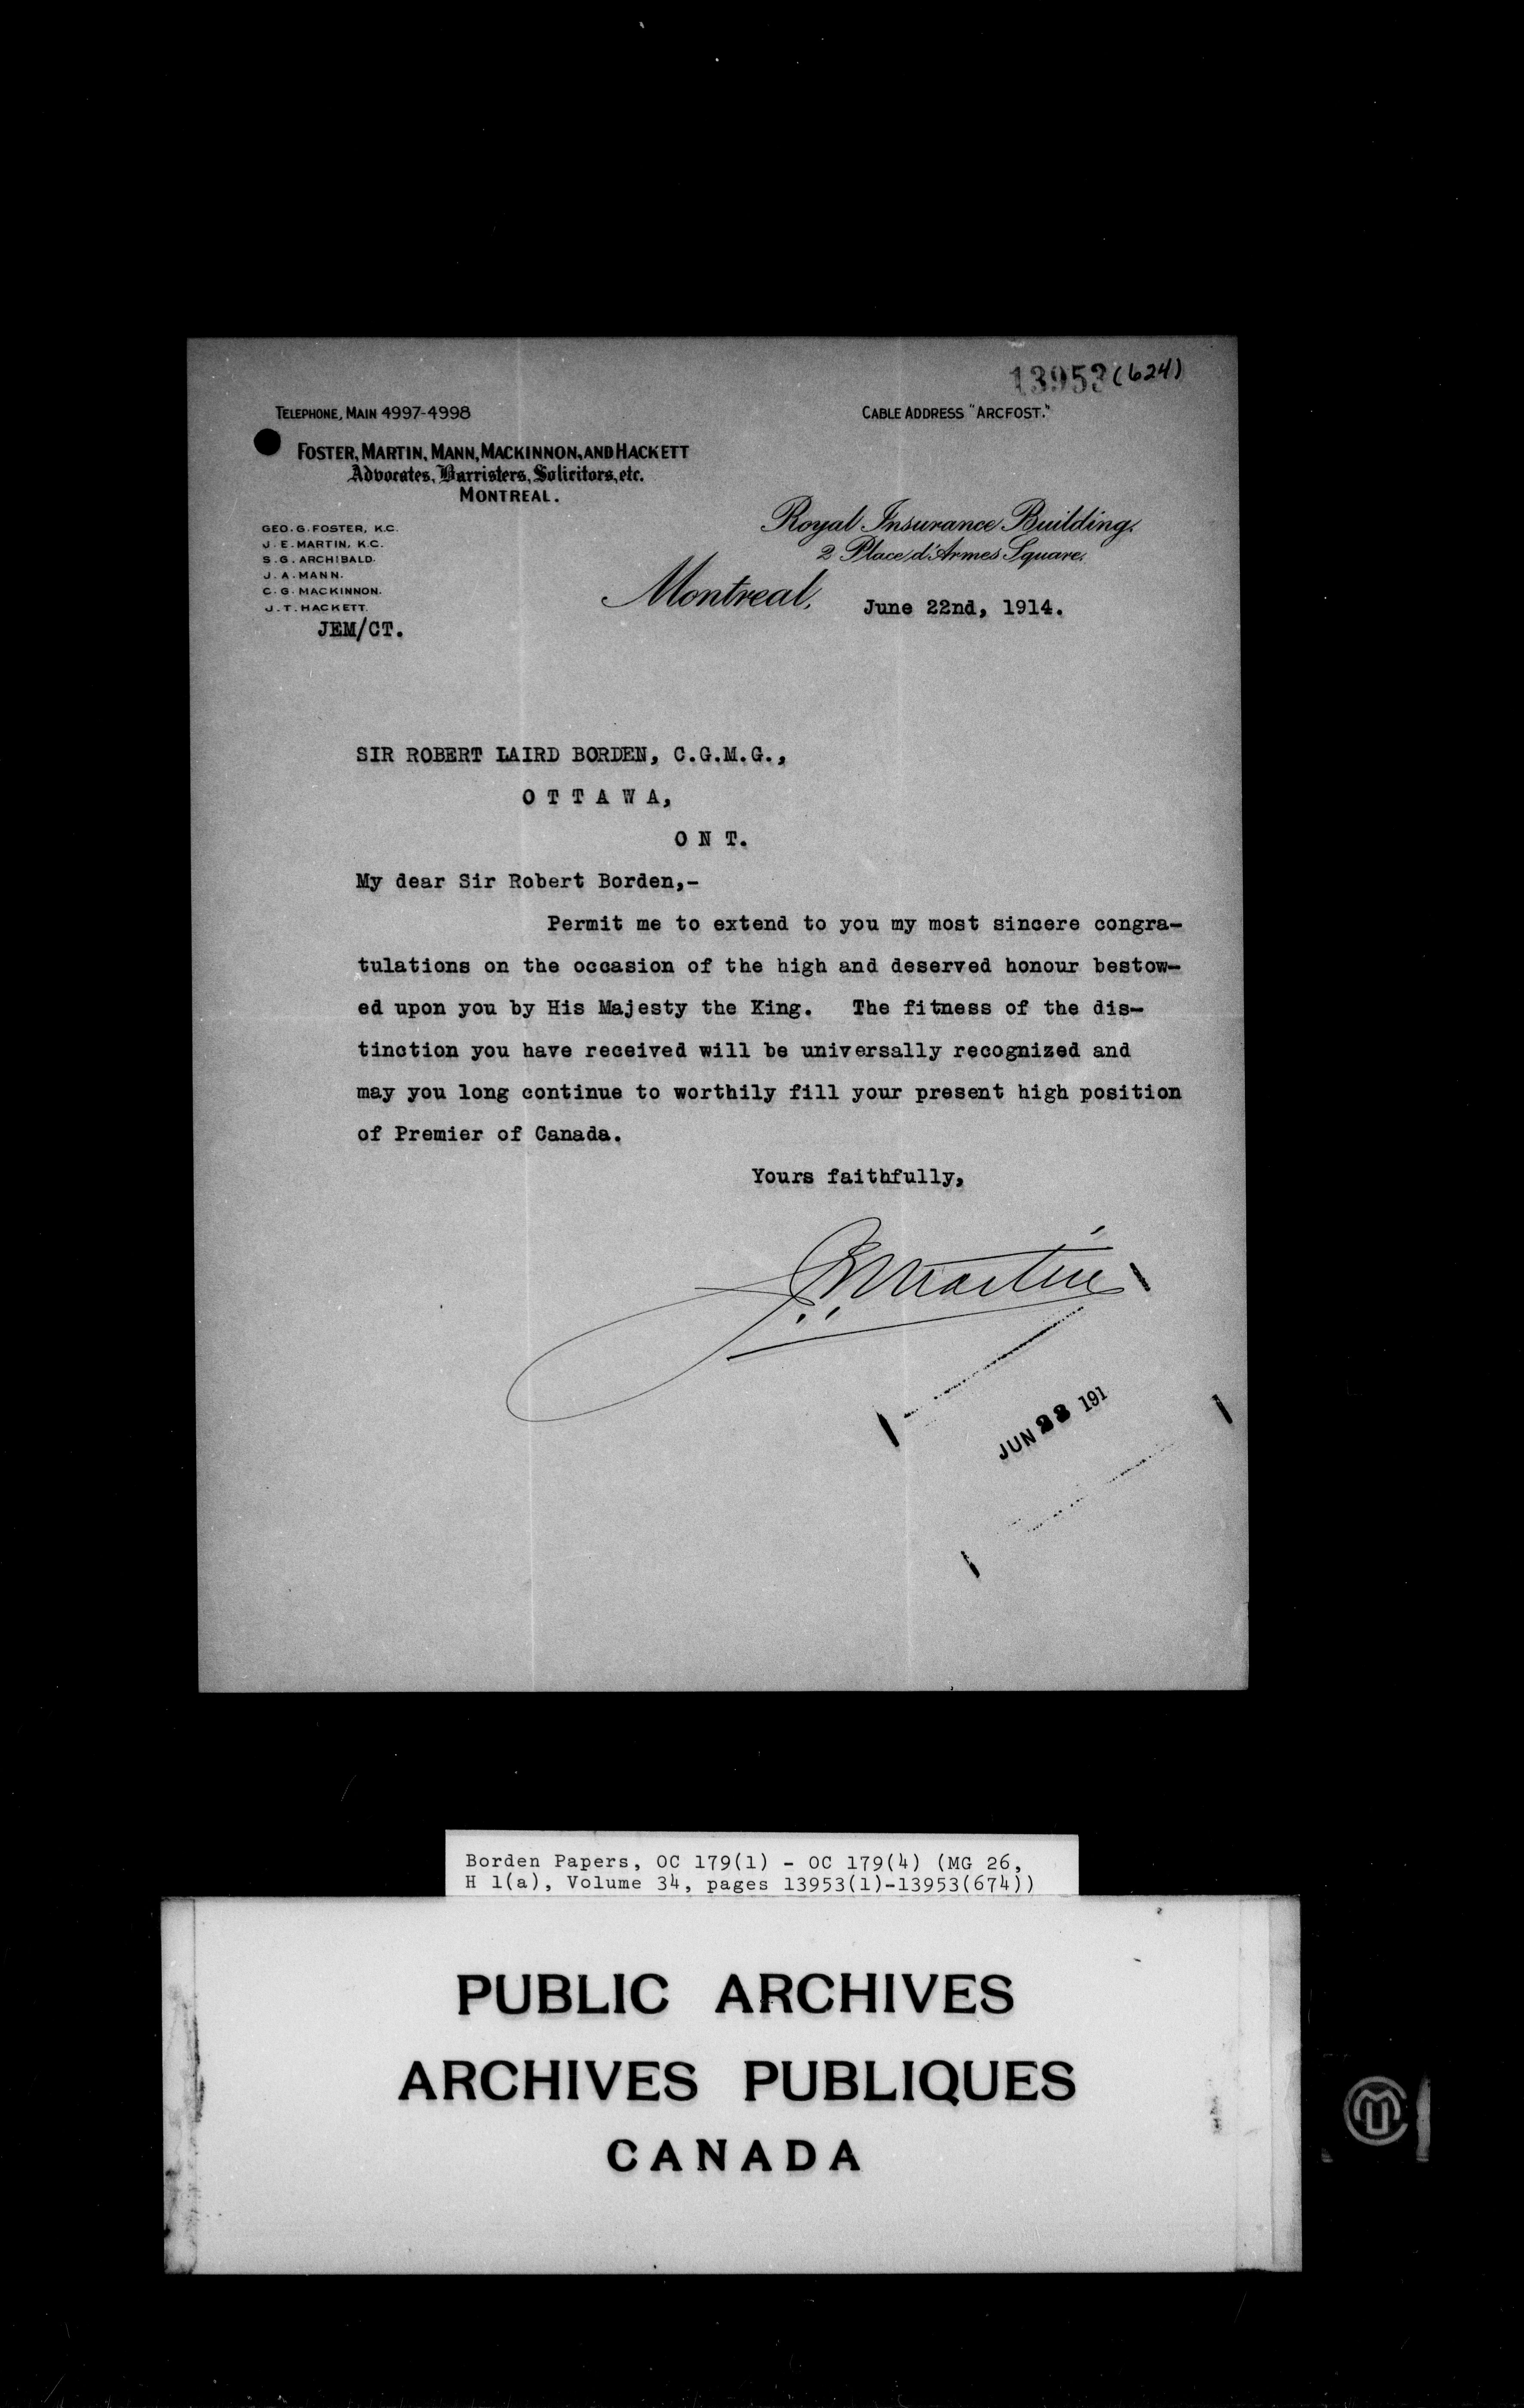 13953(624)
TELEPHONE, MAIN 4997-4998
CABLE ADDRESS "ARCFOST."
FOSTER, MARTIN, MANN, MACKINNON, AND HACKETT
Advocates, Barristers, Solicitors, etc.
MONTREAL.
GEO. G. FOSTER, K.C.
J. E. MARTIN, K.C.
S. G. ARCHIBALD.
J. A. MANN.
C. G. MACKINNON.
J. T. HACKETT.
JEM/CT.
Royal Insurance Building,
2 Place d'Armes Square,
Montreal, June 22nd, 1914.
SIR ROBERT LAIRD BORDEN, C.G.M.G.,
O T T A W A,
O N T.
My dear Sir Robert Borden,-
Permit me to extend to you my most sincere congra-
tulations on the occasion of the high and deserved honour bestow-
ed upon you by His Majesty the King. The fitness of the dis-
tinction you have received will be universally recognized and
may you long continue to worthily fill your present high position
of Premier of Canada.
Yours faithfully,
J.E. Martin
JUN 191
Borden Papers, OC 179(1) - OC 179(4) (MG 26,
H 1(a), Volume 34, pages 13953(1)-13953(674))
PUBLIC ARCHIVES
ARCHIVES PUBLIQUES
CANADA